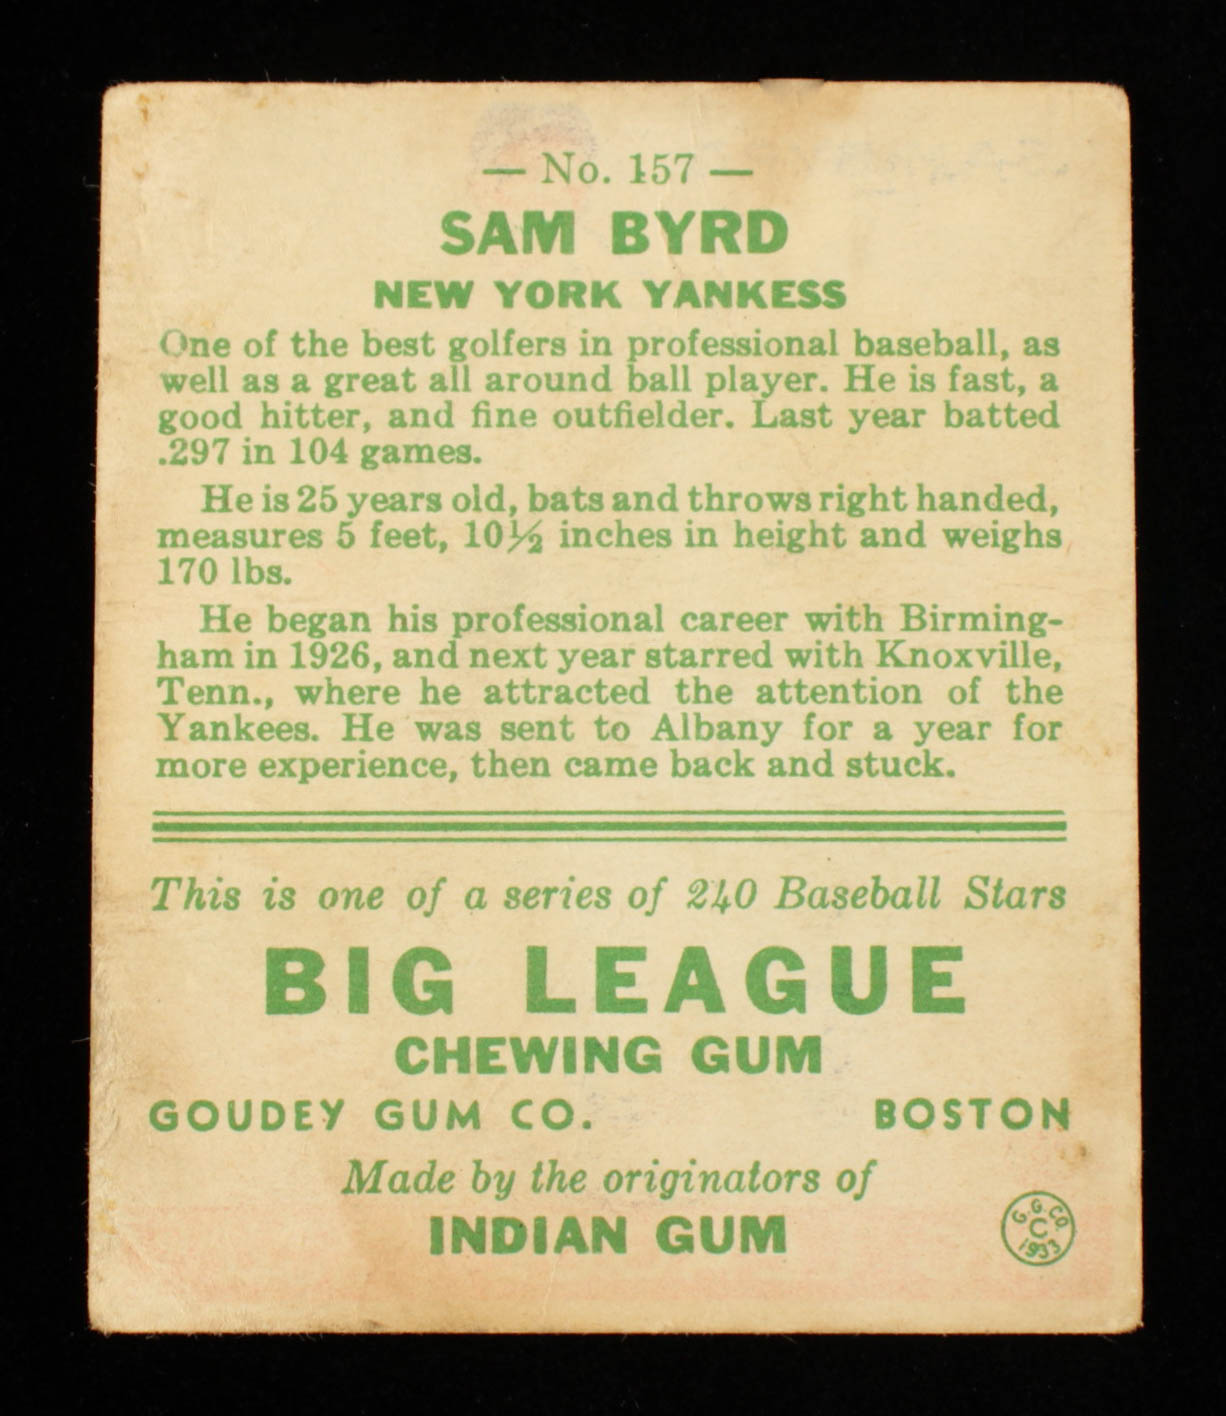 — No. 157 —
SAM BYRD
NEW YORK YANKESS
One of the best golfers in professional baseball, as
well as a great all around ball player. He is fast, a
good hitter, and fine outfielder. Last year batted
.297 in 104 games.
He is 25 years old, bats and throws right handed,
measures 5 feet, 10½ inches in height and weighs
170 lbs.
He began his professional career with Birming-
ham in 1926, and next year starred with Knoxville,
Tenn., where he attracted the attention of the
Yankees. He was sent to Albany for a year for
more experience, then came back and stuck.
This is one of a series of 240 Baseball Stars
BIG LEAGUE
CHEWING GUM
GOUDEY GUM CO. BOSTON
Made by the originators of
INDIAN GUM
G. G. CO.
C
1933